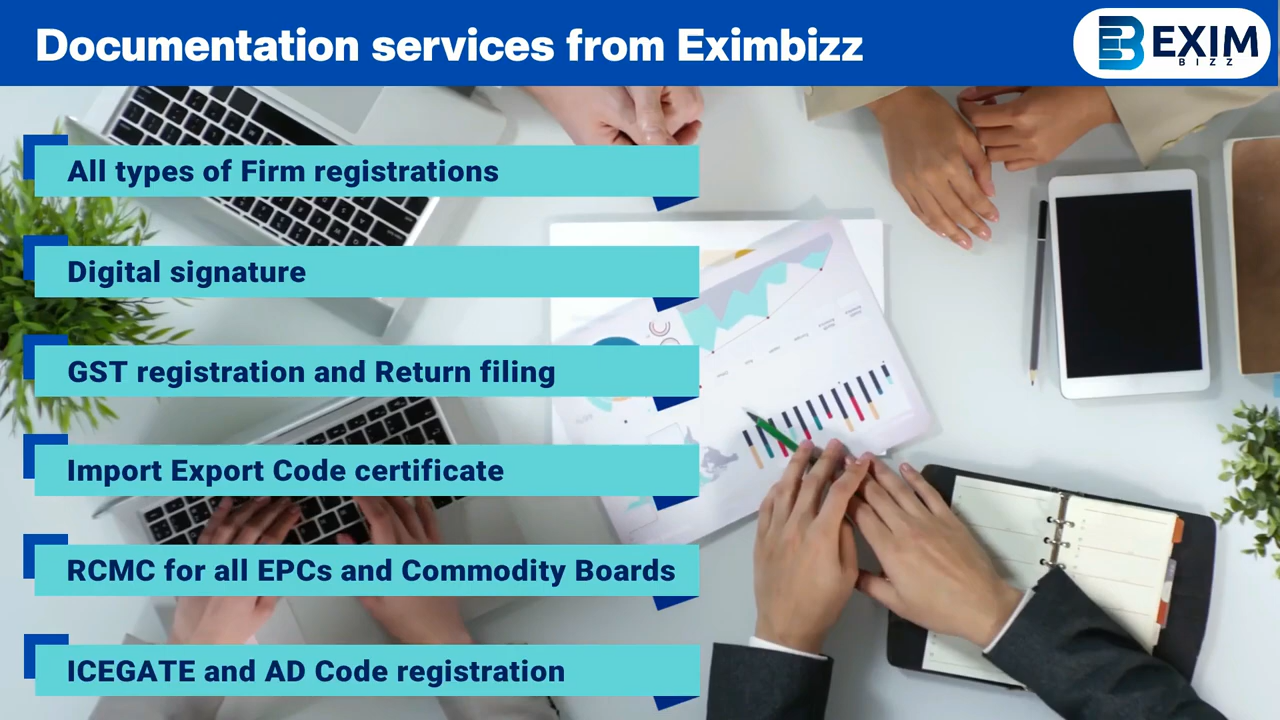 Documentation services from Eximbizz
EXIM
BIZZ
All types of Firm registrations
Digital signature
GST registration and Return filing
Import Export Code certificate
RCMC for all EPCs and Commodity Boards
ICEGATE and AD Code registration